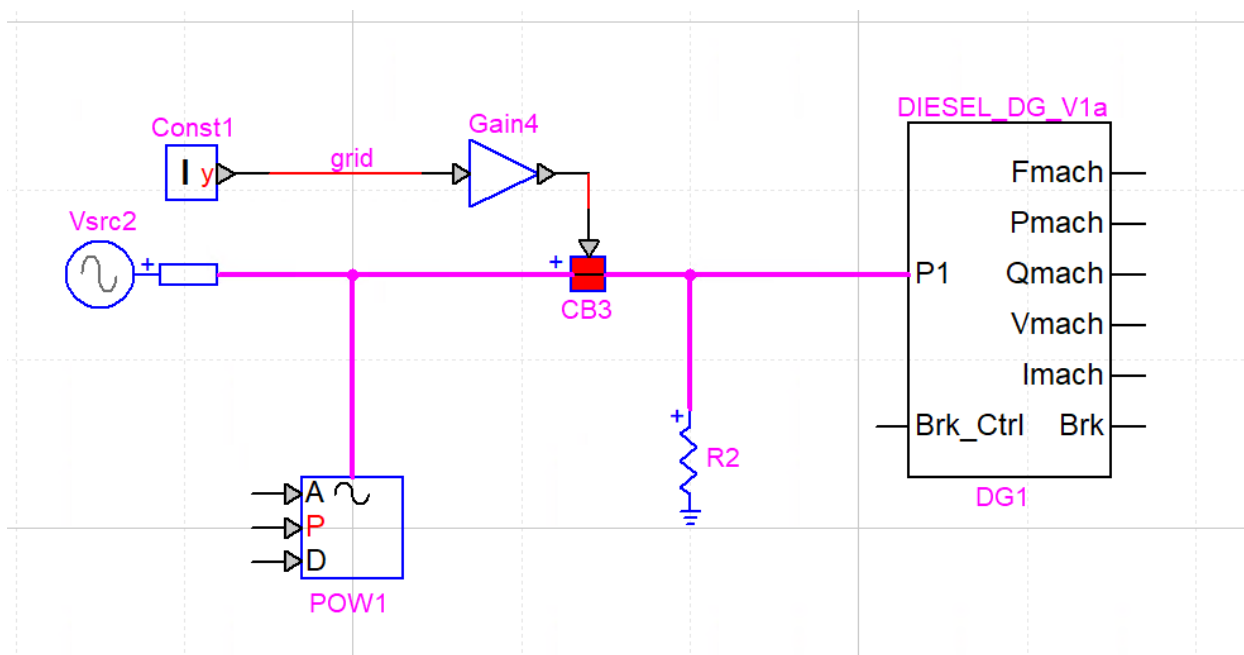 DIESEL_DG_V1a
Const1
Gain4
I y
grid
Fmach
Pmach
Vsrc2
+
+
P1
Qmach
CB3
Vmach
Imach
+
Brk_Ctrl
Brk
R2
A
DG1
P
D
POW1